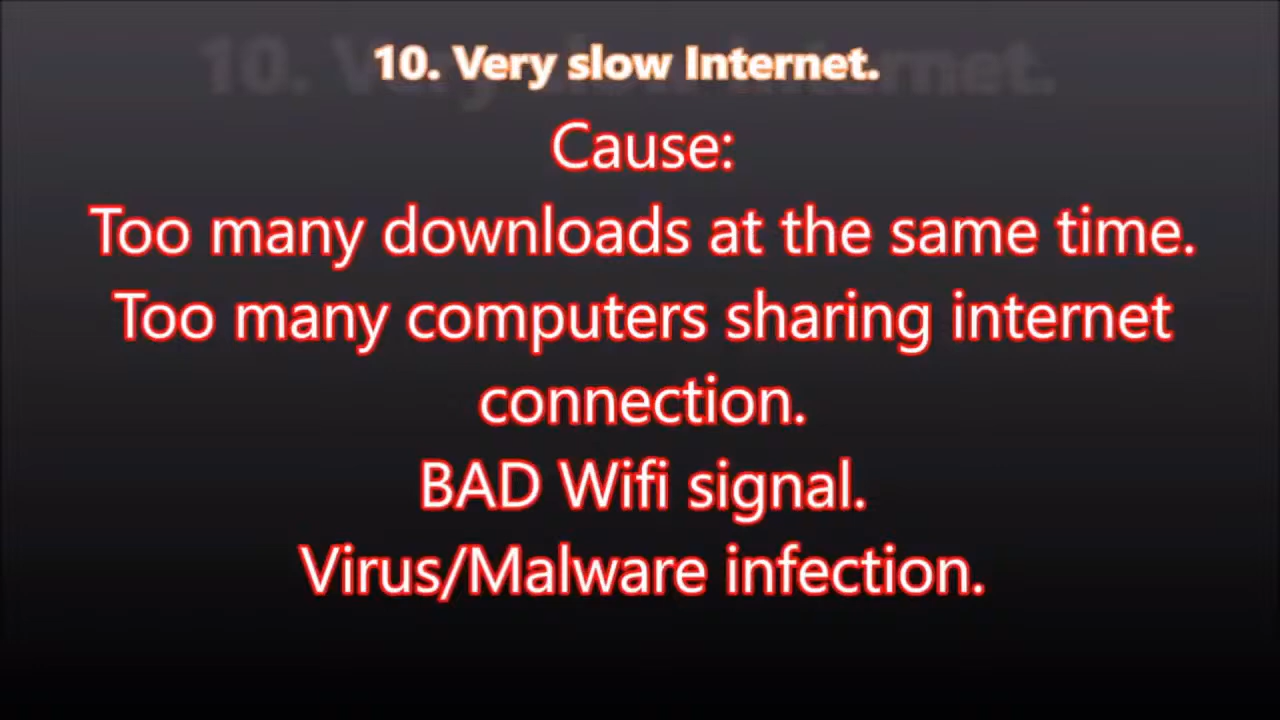 10. Very slow Internet.
Cause:
Too many downloads at the same time.
Too many computers sharing internet
connection.
BAD Wifi signal.
Virus/Malware infection.